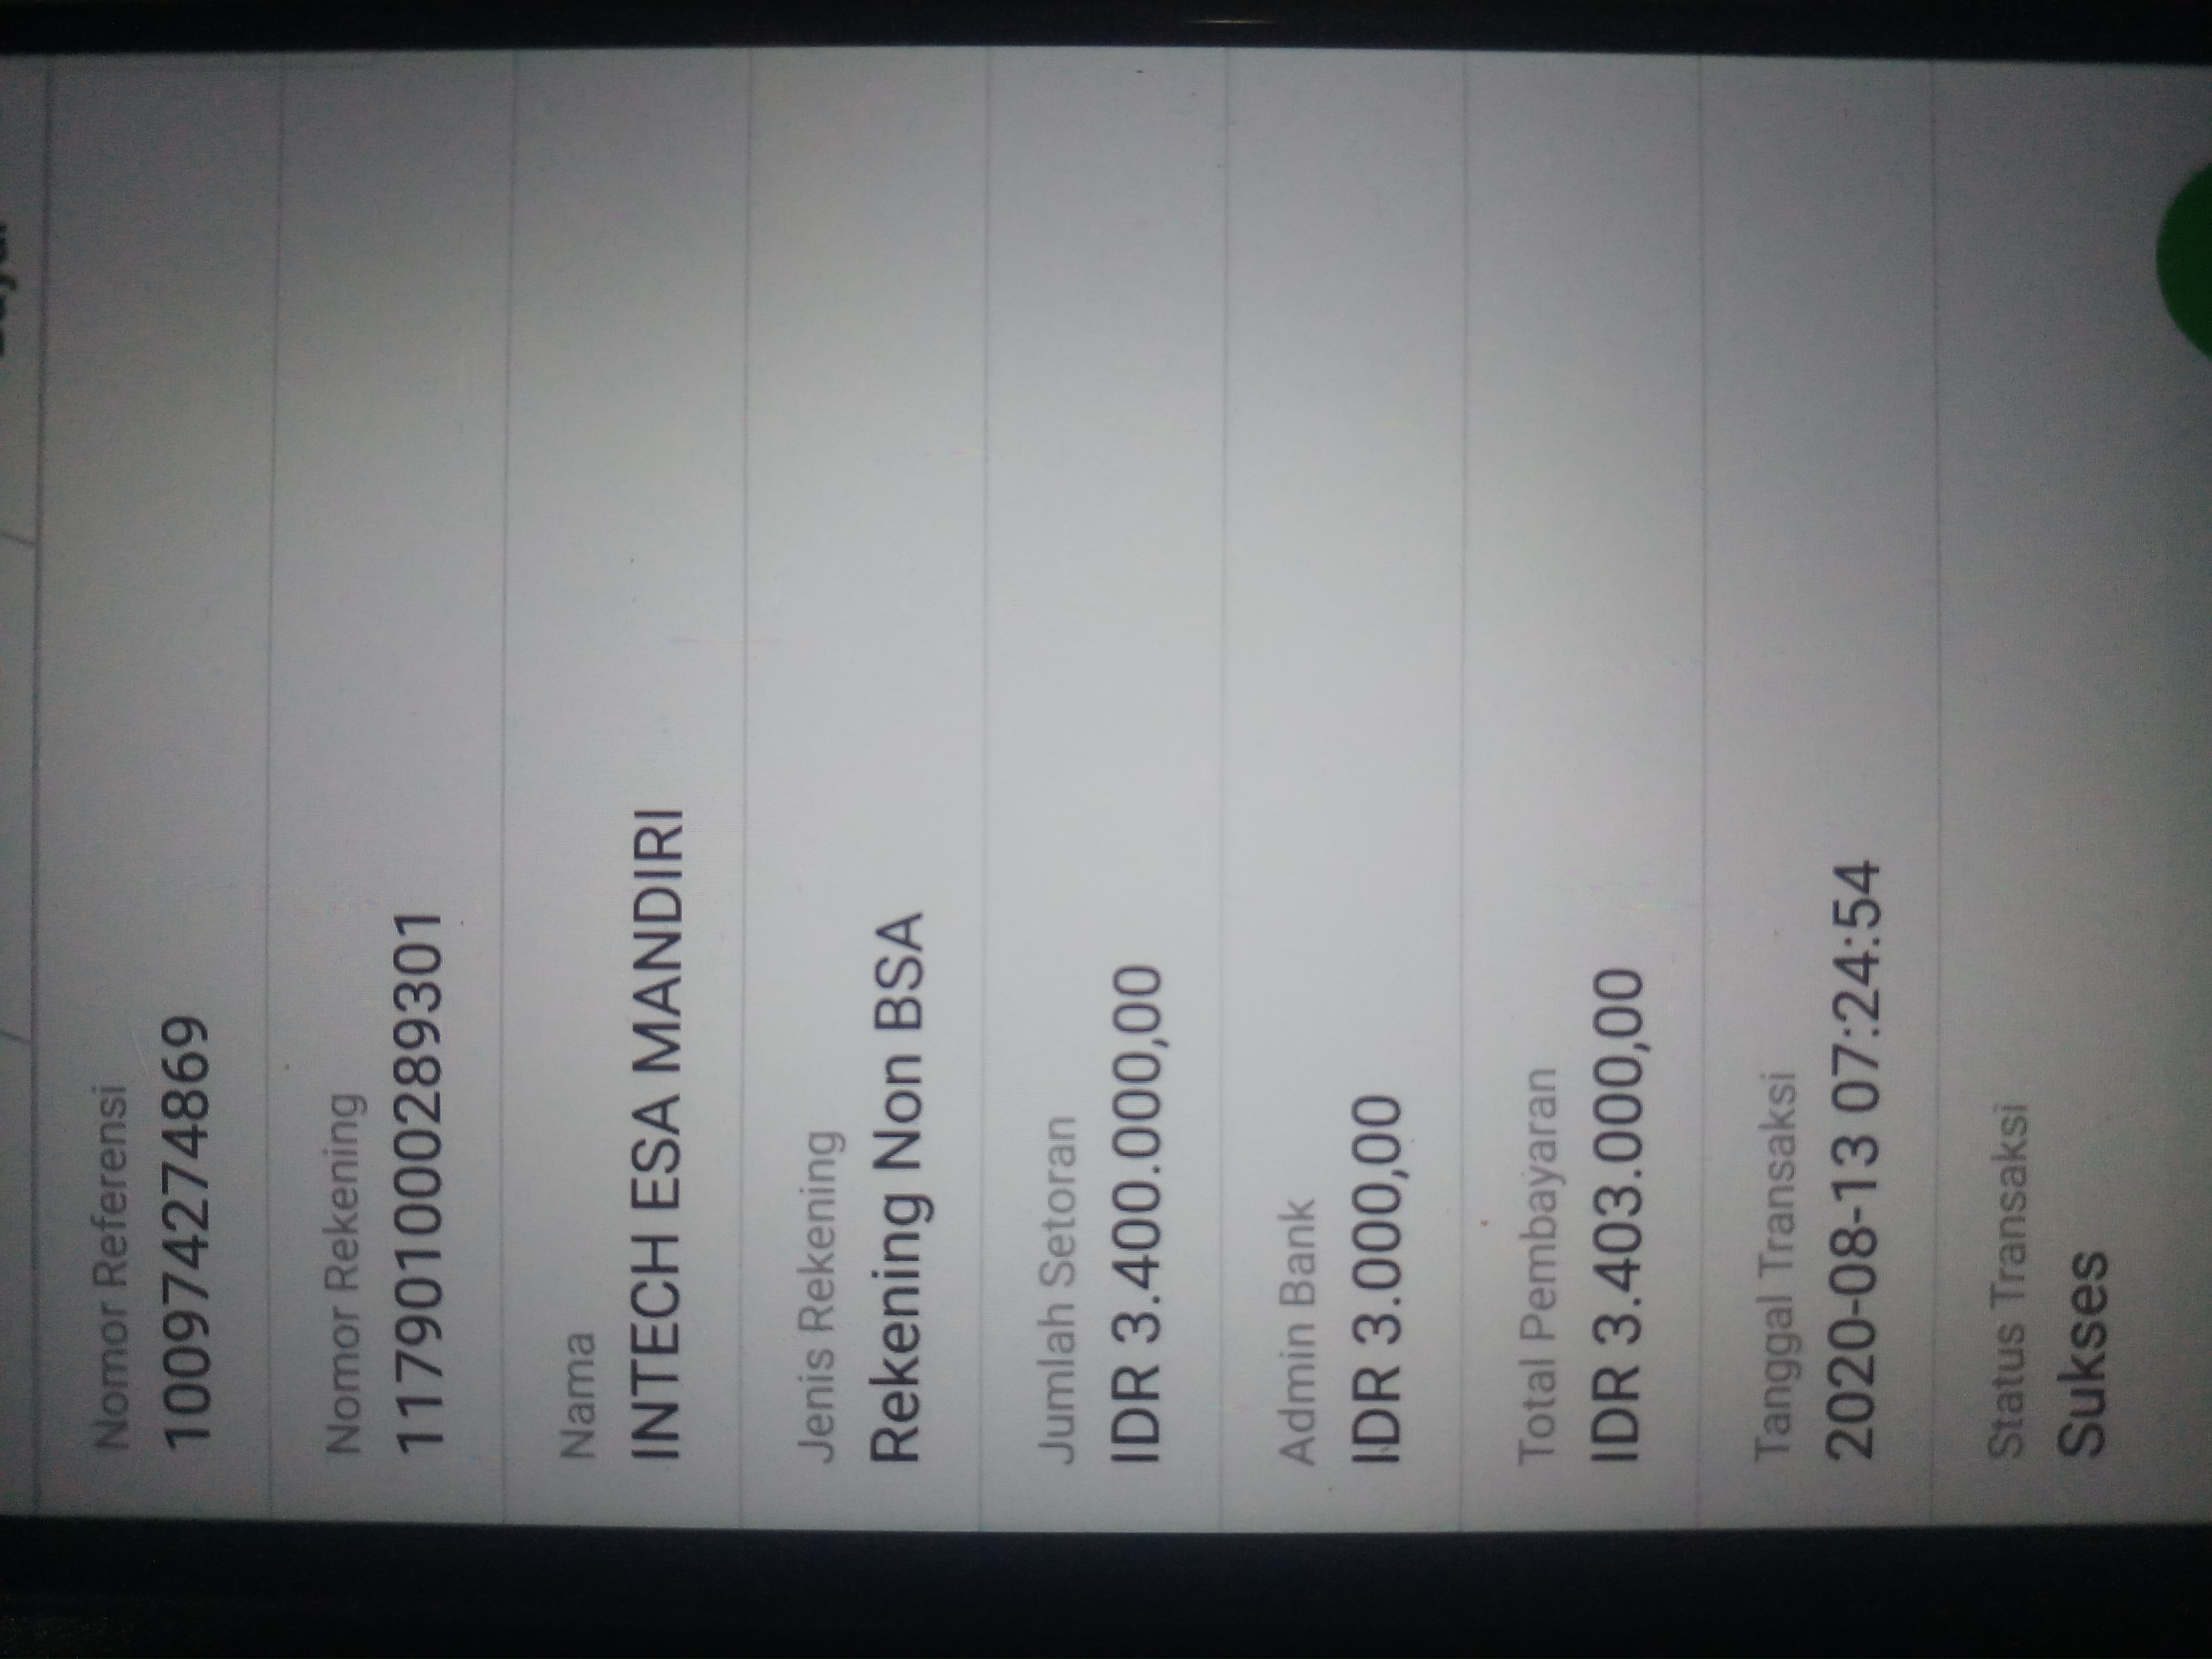 Nomor Referensi
100974274869
Nomor Rekening
117901000289301
Nama
INTECH ESA MANDIRI
Jenis Rekening
Rekening Non BSA
Jumlah Setoran
IDR 3.400.000,00
Admin Bank
IDR 3.000,00
Total Pembayaran
IDR 3.403.000,00
Tanggal Transaksi
2020-08-13 07:24:54
Status Transaksi
Sukses